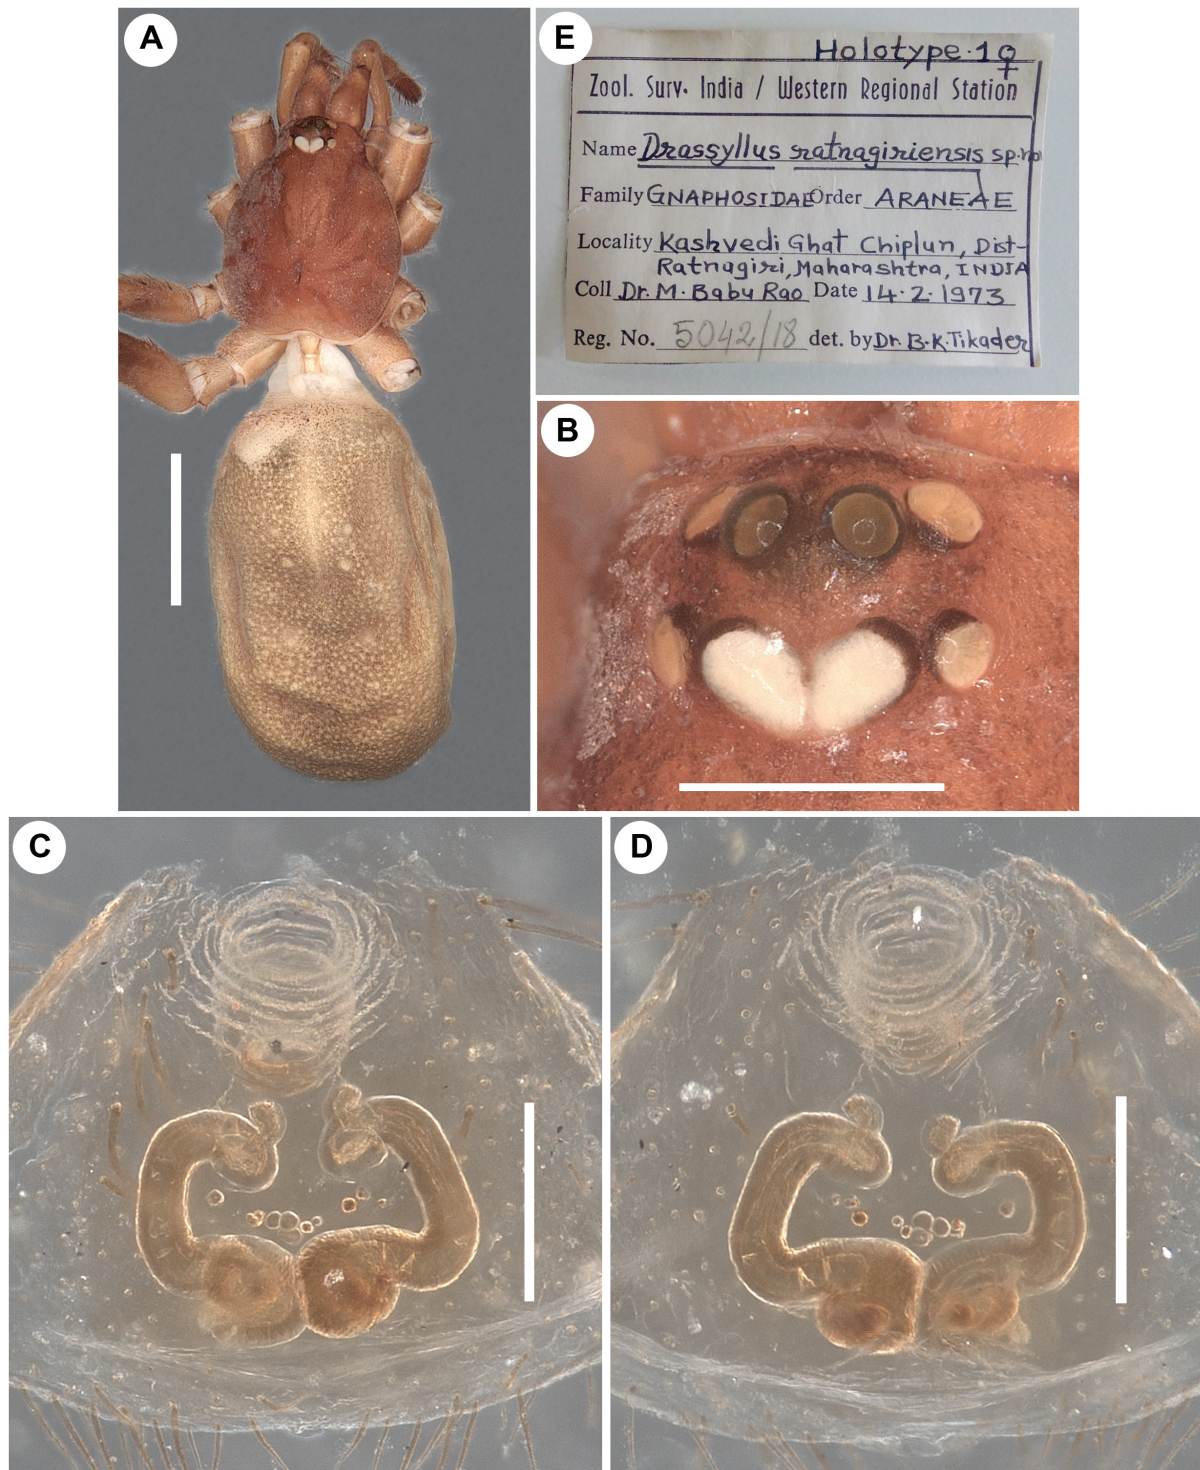 A
E
Holotype·1♀
Zool. Surv. India / Western Regional Station
Name Drassyllus ratnagiriensis sp.no
Family GNAPHOSIDAE Order ARANEAE
Locality Kashvedi Ghat Chiplun, Dist-
Ratnagiri, Maharashtra, INDIA
Coll Dr. M. Babu Rao Date 14·2·1973
Reg. No. 5042/18 det. by Dr. B.K.Tikader
B
C
D